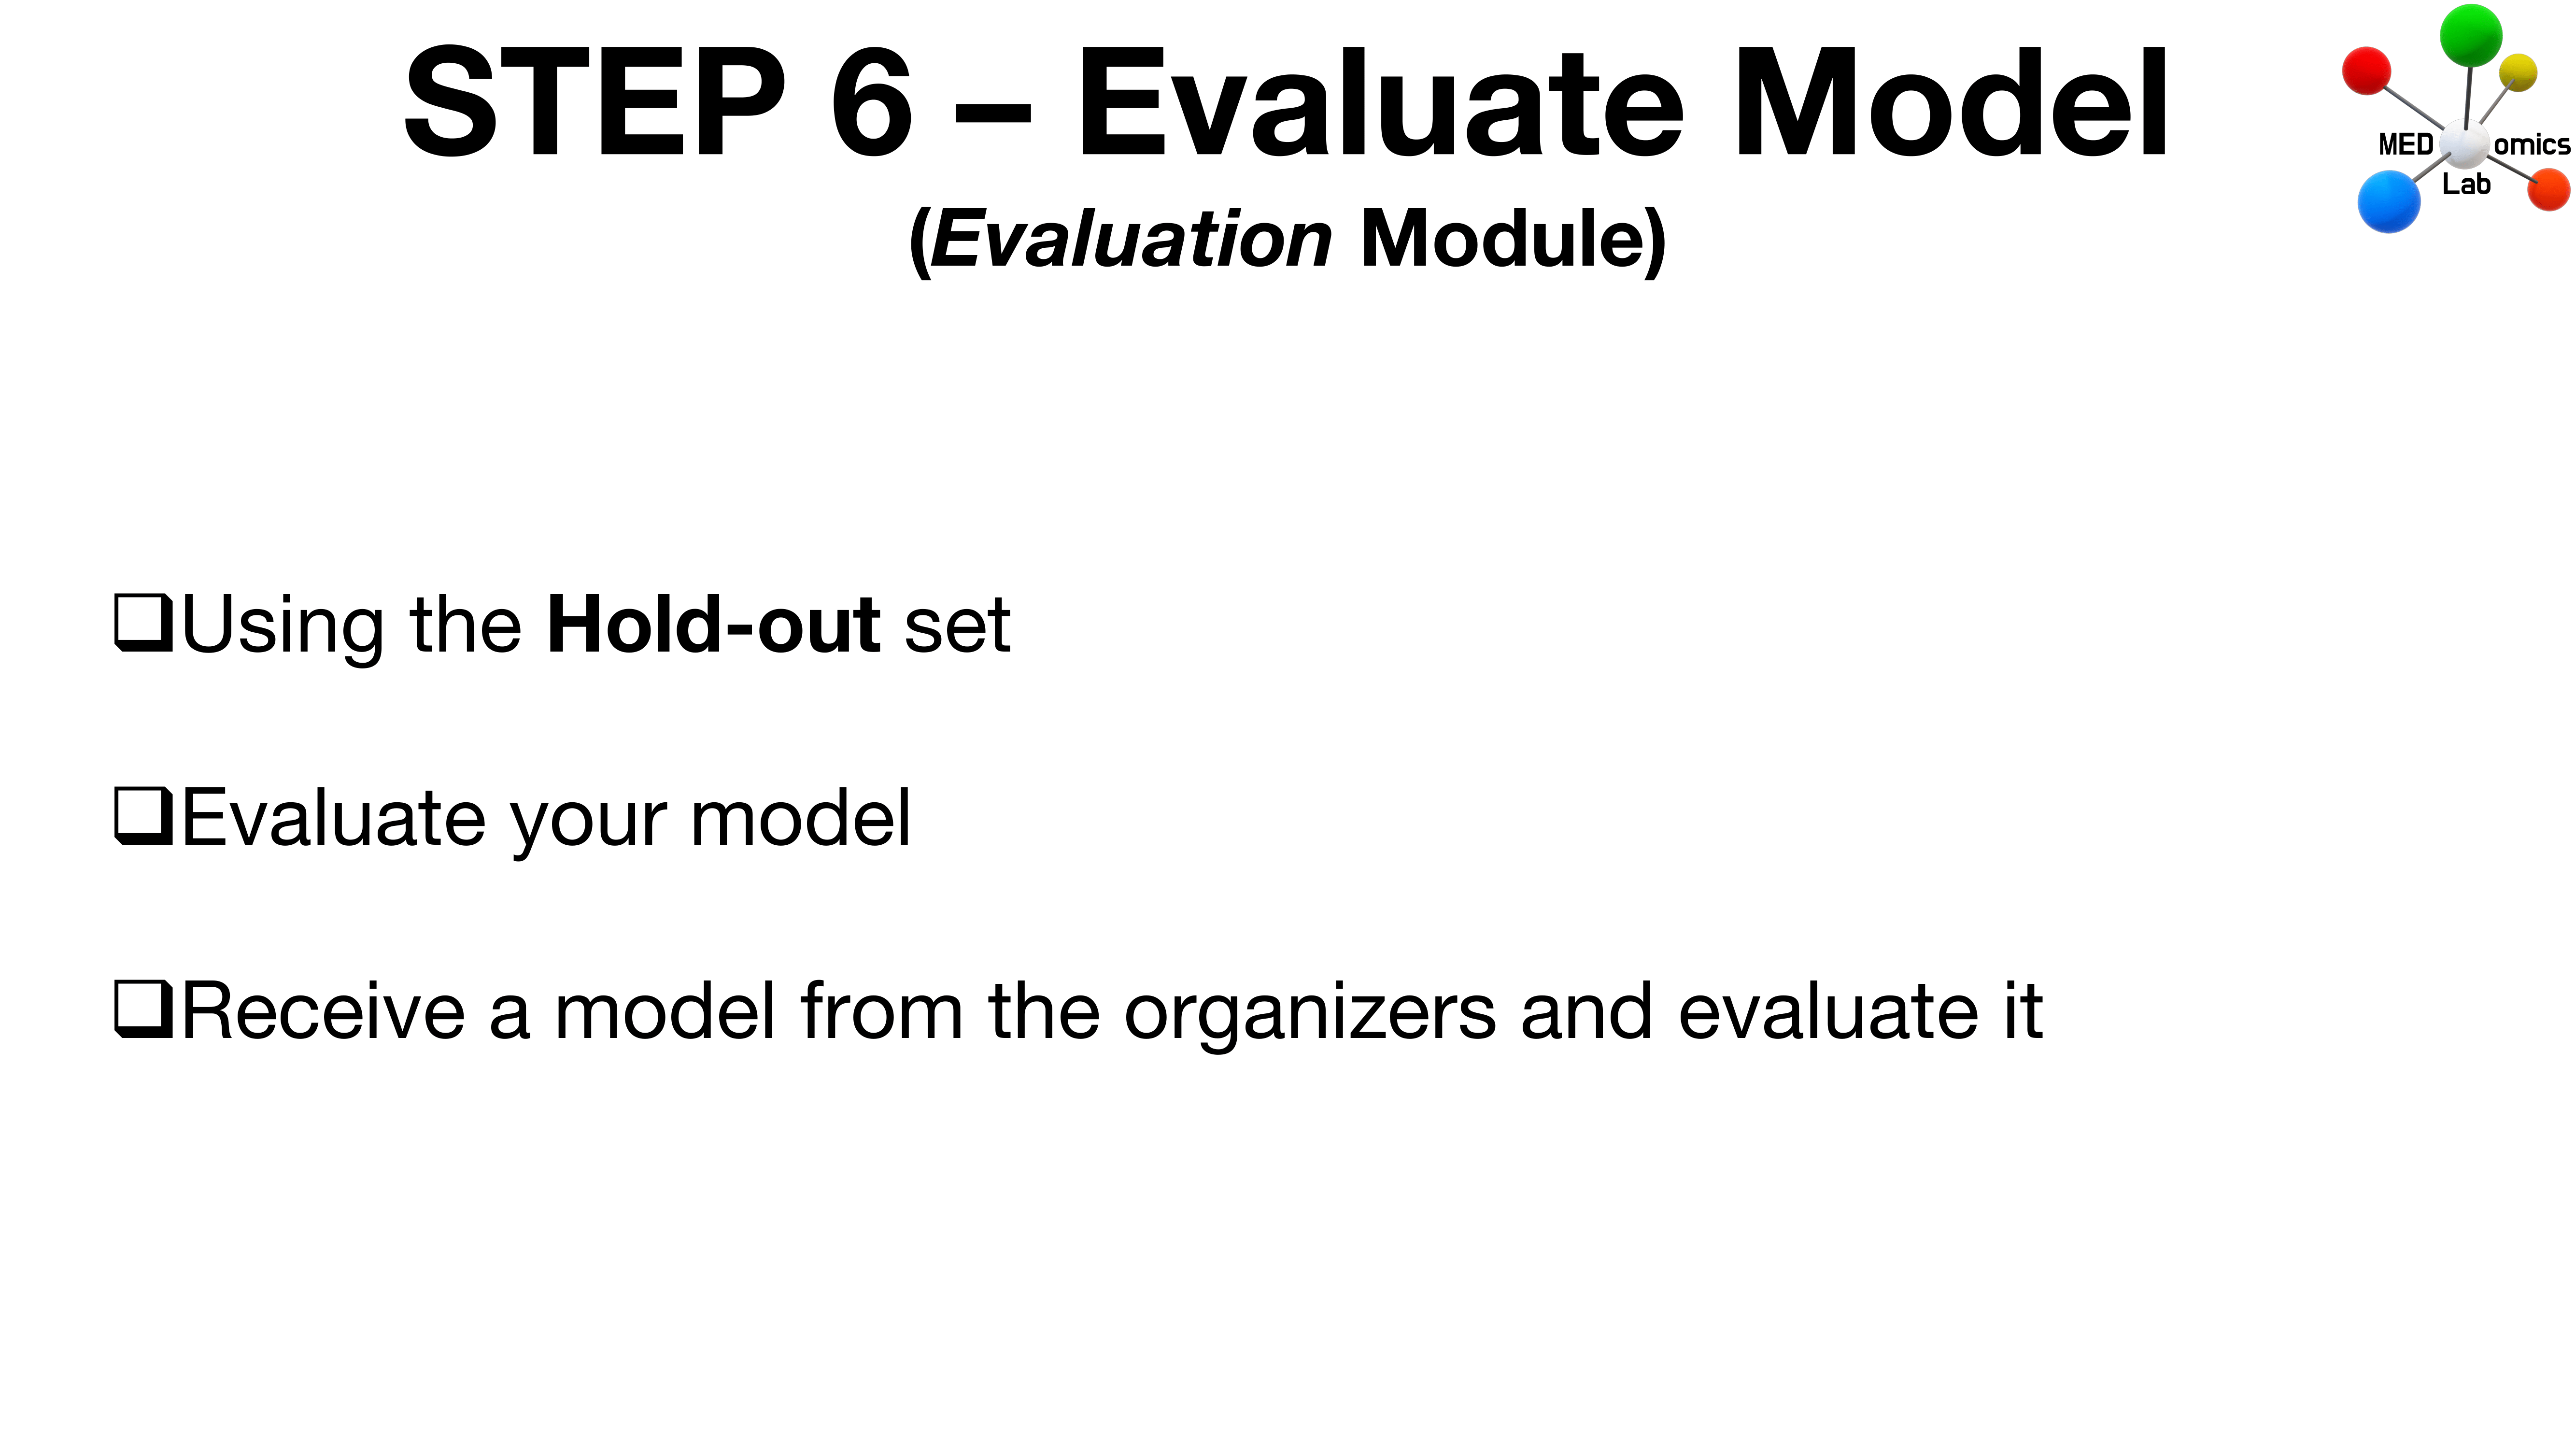 STEP 6 – Evaluate Model
(Evaluation Module)
MED omics
Lab
❑Using the Hold-out set
❑Evaluate your model
❑Receive a model from the organizers and evaluate it